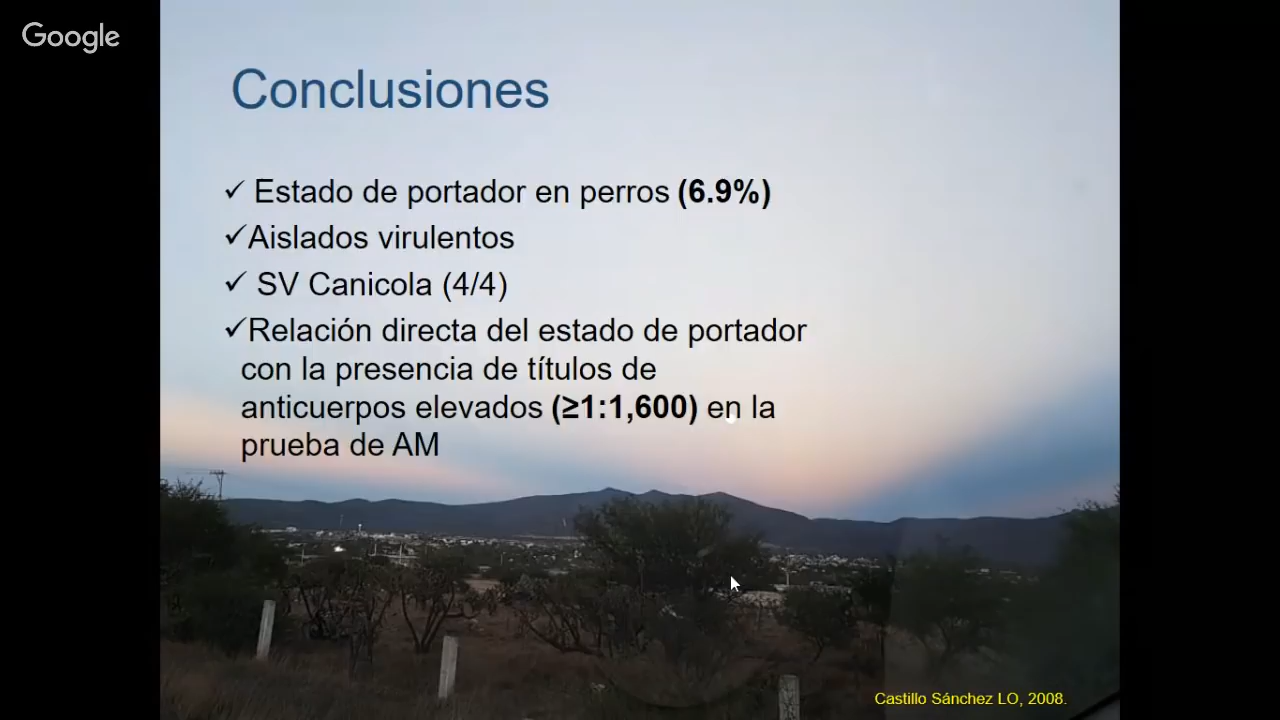 Google
Conclusiones
✓ Estado de portador en perros (6.9%)
✓Aislados virulentos
✓ SV Canicola (4/4)
✓Relación directa del estado de portador
con la presencia de títulos de
anticuerpos elevados (≥1:1,600) en la
prueba de AM
Castillo Sánchez LO, 2008.